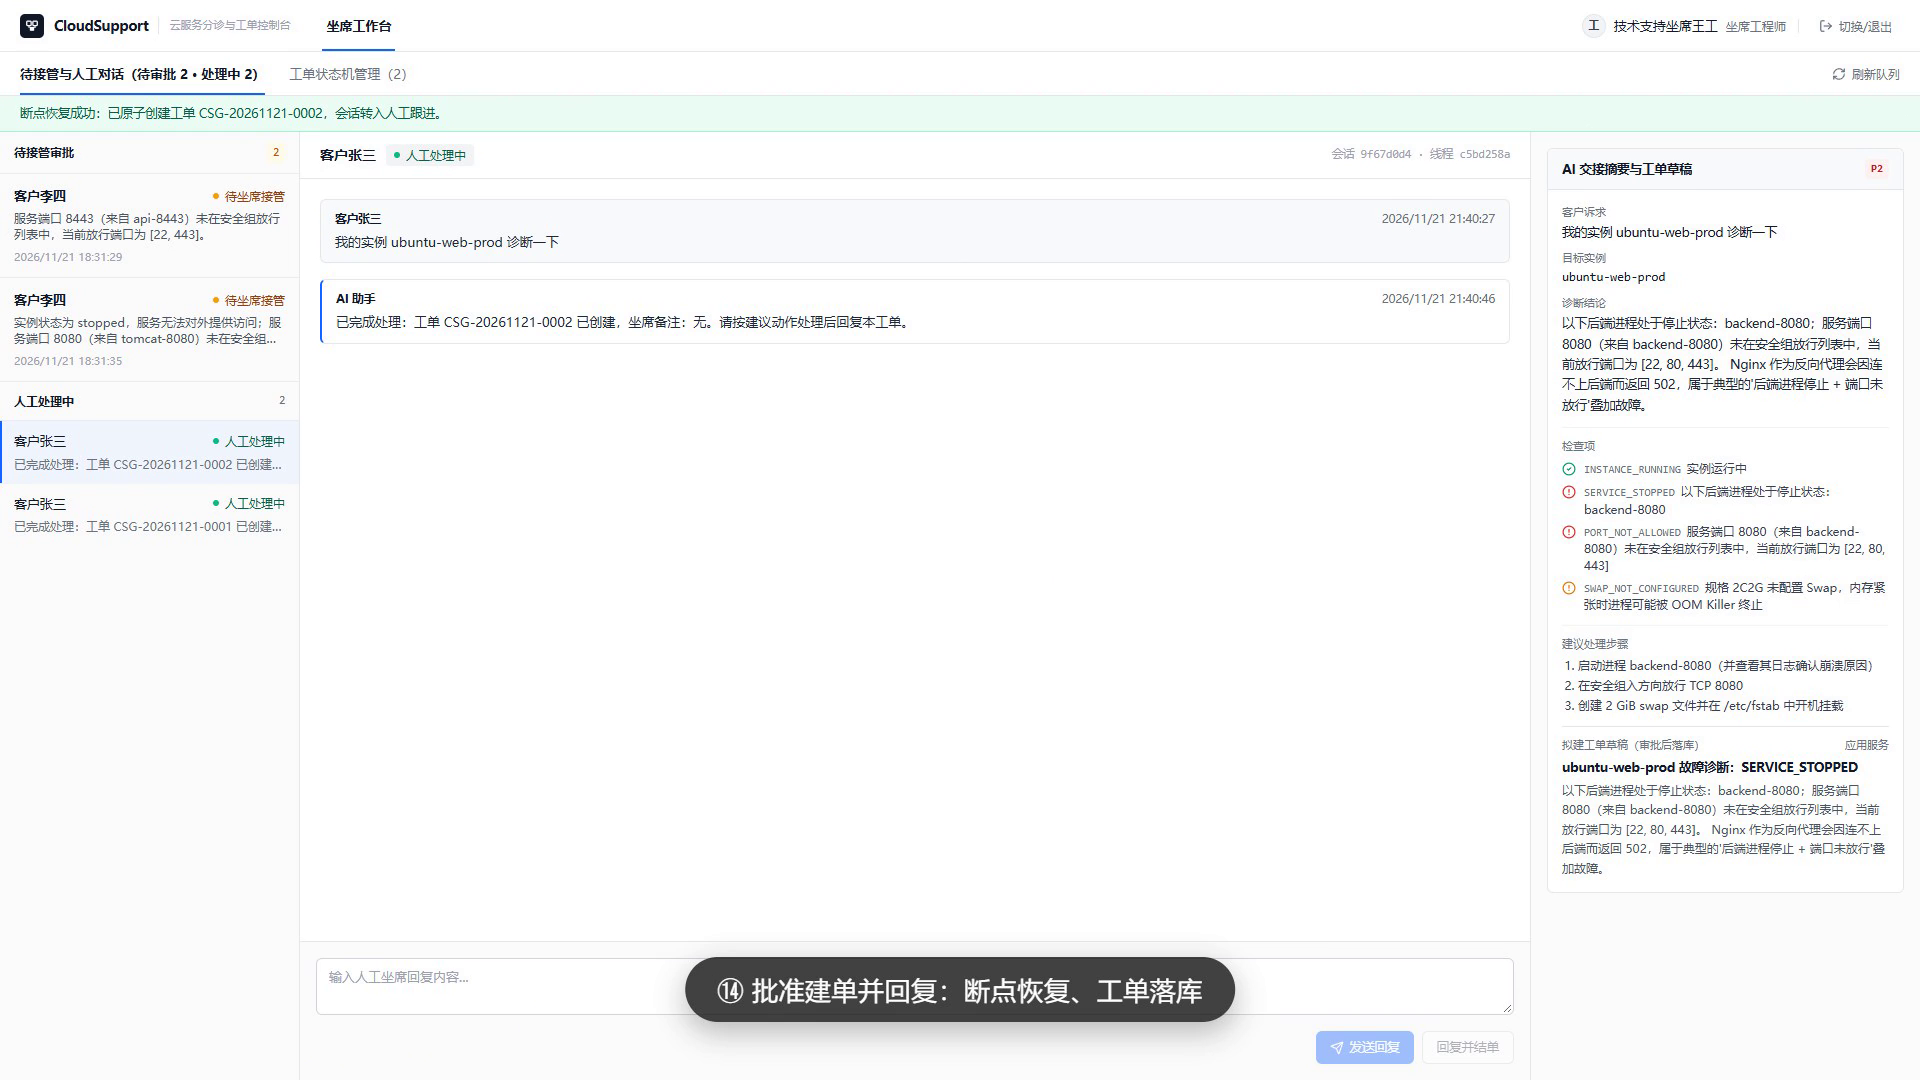 CloudSupport
云服务分诊与工单控制台
坐席工作台
工
技术支持坐席王工
坐席工程师
切换/退出
待接管与人工对话（待审批 2 • 处理中 2）
工单状态机管理（2）
刷新队列
断点恢复成功：已原子创建工单 CSG-20261121-0002，会话转入人工跟进。
待接管审批
2
客户李四
待坐席接管
服务端口 8443（来自 api-8443）未在安全组放行
列表中，当前放行端口为 [22, 443]。
2026/11/21 18:31:29
客户李四
待坐席接管
实例状态为 stopped，服务无法对外提供访问；服
务端口 8080（来自 tomcat-8080）未在安全组...
2026/11/21 18:31:35
人工处理中
2
客户张三
人工处理中
已完成处理：工单 CSG-20261121-0002 已创建...
客户张三
人工处理中
已完成处理：工单 CSG-20261121-0001 已创建...
客户张三
人工处理中
会话 9f67d0d4 · 线程 c5bd258a
客户张三
2026/11/21 21:40:27
我的实例 ubuntu-web-prod 诊断一下
AI 助手
2026/11/21 21:40:46
已完成处理：工单 CSG-20261121-0002 已创建，坐席备注：无。请按建议动作处理后回复本工单。
输入人工坐席回复内容...
⑭ 批准建单并回复：断点恢复、工单落库
发送回复
回复并结单
AI 交接摘要与工单草稿
P2
客户诉求
我的实例 ubuntu-web-prod 诊断一下
目标实例
ubuntu-web-prod
诊断结论
以下后端进程处于停止状态：backend-8080；服务端口
8080（来自 backend-8080）未在安全组放行列表中，当
前放行端口为 [22, 80, 443]。 Nginx 作为反向代理会因连
不上后端而返回 502，属于典型的'后端进程停止 + 端口未
放行'叠加故障。
检查项
INSTANCE_RUNNING 实例运行中
SERVICE_STOPPED 以下后端进程处于停止状态：
backend-8080
PORT_NOT_ALLOWED 服务端口 8080（来自 backend-
8080）未在安全组放行列表中，当前放行端口为 [22, 80,
443]
SWAP_NOT_CONFIGURED 规格 2C2G 未配置 Swap，内存紧
张时进程可能被 OOM Killer 终止
建议处理步骤
1. 启动进程 backend-8080（并查看其日志确认崩溃原因）
2. 在安全组入方向放行 TCP 8080
3. 创建 2 GiB swap 文件并在 /etc/fstab 中开机挂载
拟建工单草稿（审批后落库）
应用服务
ubuntu-web-prod 故障诊断：SERVICE_STOPPED
以下后端进程处于停止状态：backend-8080；服务端口
8080（来自 backend-8080）未在安全组放行列表中，当前
放行端口为 [22, 80, 443]。 Nginx 作为反向代理会因连不上
后端而返回 502，属于典型的'后端进程停止 + 端口未放行'叠
加故障。